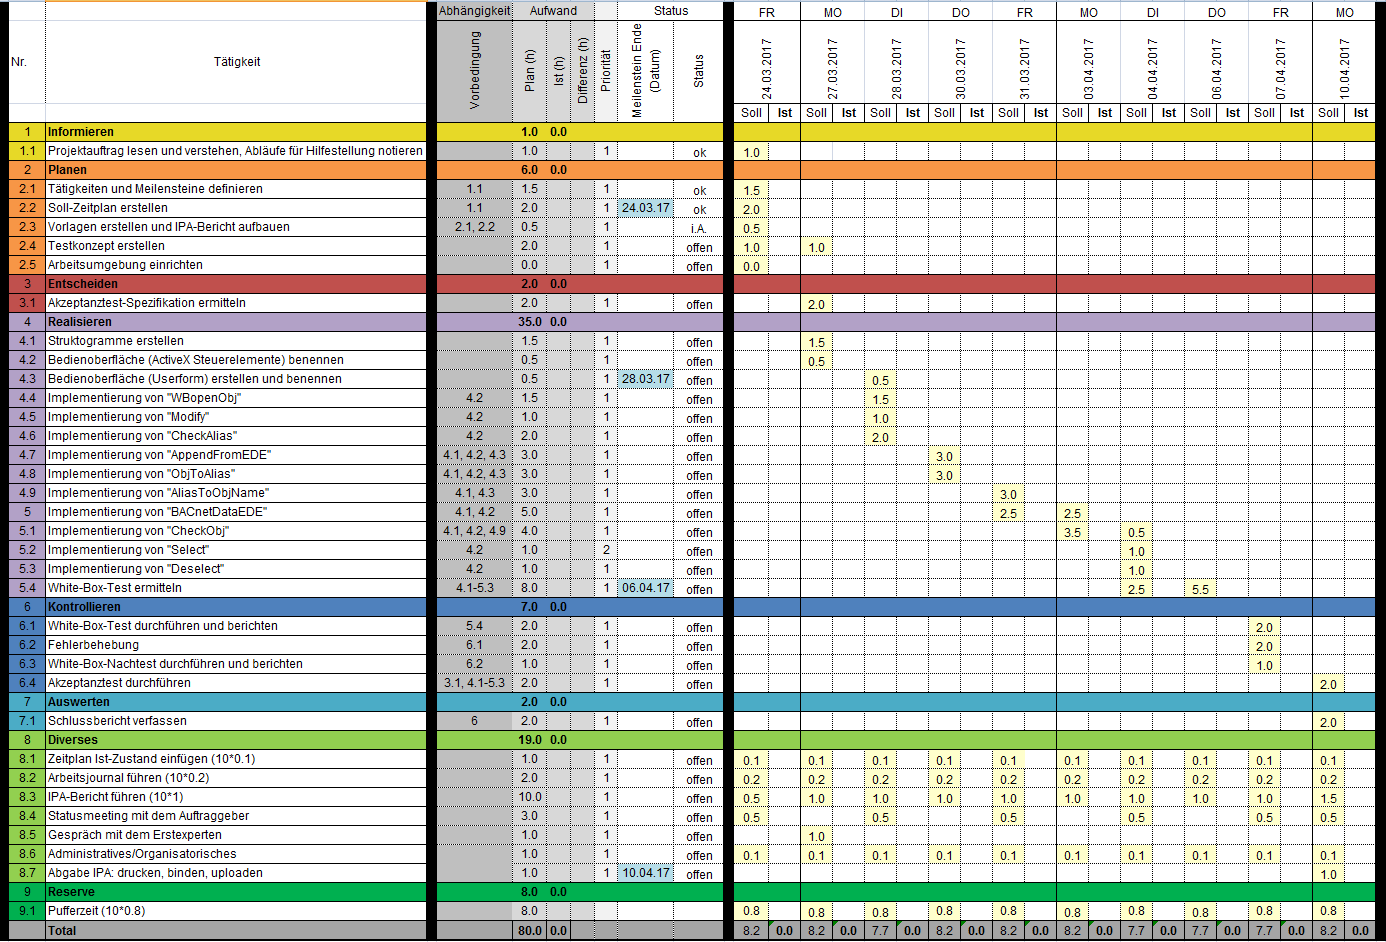 Abhängigkeit Aufwand Status FR MO DI DO FR MO DI DO FR MO
Nr. Tätigkeit Vorbedingung Plan (h) Ist (h) Differenz (h) Priorität Meilenstein Ende (Datum) Status 24.03.2017 27.03.2017 28.03.2017 30.03.2017 31.03.2017 03.04.2017 04.04.2017 06.04.2017 07.04.2017 10.04.2017
Soll Ist Soll Ist Soll Ist Soll Ist Soll Ist Soll Ist Soll Ist Soll Ist Soll Ist Soll Ist
1 Informieren 1.0 0.0
1.1 Projektauftrag lesen und verstehen, Abläufe für Hilfestellung notieren 1.0 1 ok 1.0
2 Planen 6.0 0.0
2.1 Tätigkeiten und Meilensteine definieren 1.1 1.5 1 ok 1.5
2.2 Soll-Zeitplan erstellen 1.1 2.0 1 24.03.17 ok 2.0
2.3 Vorlagen erstellen und IPA-Bericht aufbauen 2.1, 2.2 0.5 1 i.A. 0.5
2.4 Testkonzept erstellen 2.0 1 offen 1.0 1.0
2.5 Arbeitsumgebung einrichten 0.0 1 offen 0.0
3 Entscheiden 2.0 0.0
3.1 Akzeptanztest-Spezifikation ermitteln 2.0 1 offen 2.0
4 Realisieren 35.0 0.0
4.1 Struktogramme erstellen 1.5 1 offen 1.5
4.2 Bedienoberfläche (ActiveX Steuerelemente) benennen 0.5 1 offen 0.5
4.3 Bedienoberfläche (Userform) erstellen und benennen 0.5 1 28.03.17 offen 0.5
4.4 Implementierung von "WBopenObj" 4.2 1.5 1 offen 1.5
4.5 Implementierung von "Modify" 4.2 1.0 1 offen 1.0
4.6 Implementierung von "CheckAlias" 4.2 2.0 1 offen 2.0
4.7 Implementierung von "AppendFromEDE" 4.1, 4.2, 4.3 3.0 1 offen 3.0
4.8 Implementierung von "ObjToAlias" 4.1, 4.2, 4.3 3.0 1 offen 3.0
4.9 Implementierung von "AliasToObjName" 4.1, 4.3 3.0 1 offen 3.0
5 Implementierung von "BACnetDataEDE" 4.1, 4.2 5.0 1 offen 2.5 2.5
5.1 Implementierung von "CheckObj" 4.1, 4.2, 4.9 4.0 1 offen 3.5 0.5
5.2 Implementierung von "Select" 4.2 1.0 2 offen 1.0
5.3 Implementierung von "Deselect" 4.2 1.0 1 offen 1.0
5.4 White-Box-Test ermitteln 4.1-5.3 8.0 1 06.04.17 offen 2.5 5.5
6 Kontrollieren 7.0 0.0
6.1 White-Box-Test durchführen und berichten 5.4 2.0 1 offen 2.0
6.2 Fehlerbehebung 6.1 2.0 1 offen 2.0
6.3 White-Box-Nachtest durchführen und berichten 6.2 1.0 1 offen 1.0
6.4 Akzeptanztest durchführen 3.1, 4.1-5.3 2.0 1 offen 2.0
7 Auswerten 2.0 0.0
7.1 Schlussbericht verfassen 6 2.0 1 offen 2.0
8 Diverses 19.0 0.0
8.1 Zeitplan Ist-Zustand einfügen (10*0.1) 1.0 1 offen 0.1 0.1 0.1 0.1 0.1 0.1 0.1 0.1 0.1 0.1
8.2 Arbeitsjournal führen (10*0.2) 2.0 1 offen 0.2 0.2 0.2 0.2 0.2 0.2 0.2 0.2 0.2 0.2
8.3 IPA-Bericht führen (10*1) 10.0 1 offen 0.5 1.0 1.0 1.0 1.0 1.0 1.0 1.0 1.0 1.5
8.4 Statusmeeting mit dem Auftraggeber 3.0 1 offen 0.5 0.5 0.5 0.5 0.5 0.5
8.5 Gespräch mit dem Erstexperten 1.0 1 offen 1.0
8.6 Administratives/Organisatorisches 1.0 1 offen 0.1 0.1 0.1 0.1 0.1 0.1 0.1 0.1 0.1 0.1
8.7 Abgabe IPA: drucken, binden, uploaden 1.0 1 10.04.17 offen 1.0
9 Reserve 8.0 0.0
9.1 Pufferzeit (10*0.8) 8.0 0.8 0.8 0.8 0.8 0.8 0.8 0.8 0.8 0.8 0.8
Total 80.0 0.0 8.2 0.0 8.2 0.0 7.7 0.0 8.2 0.0 8.2 0.0 8.2 0.0 7.7 0.0 7.7 0.0 7.7 0.0 8.2 0.0